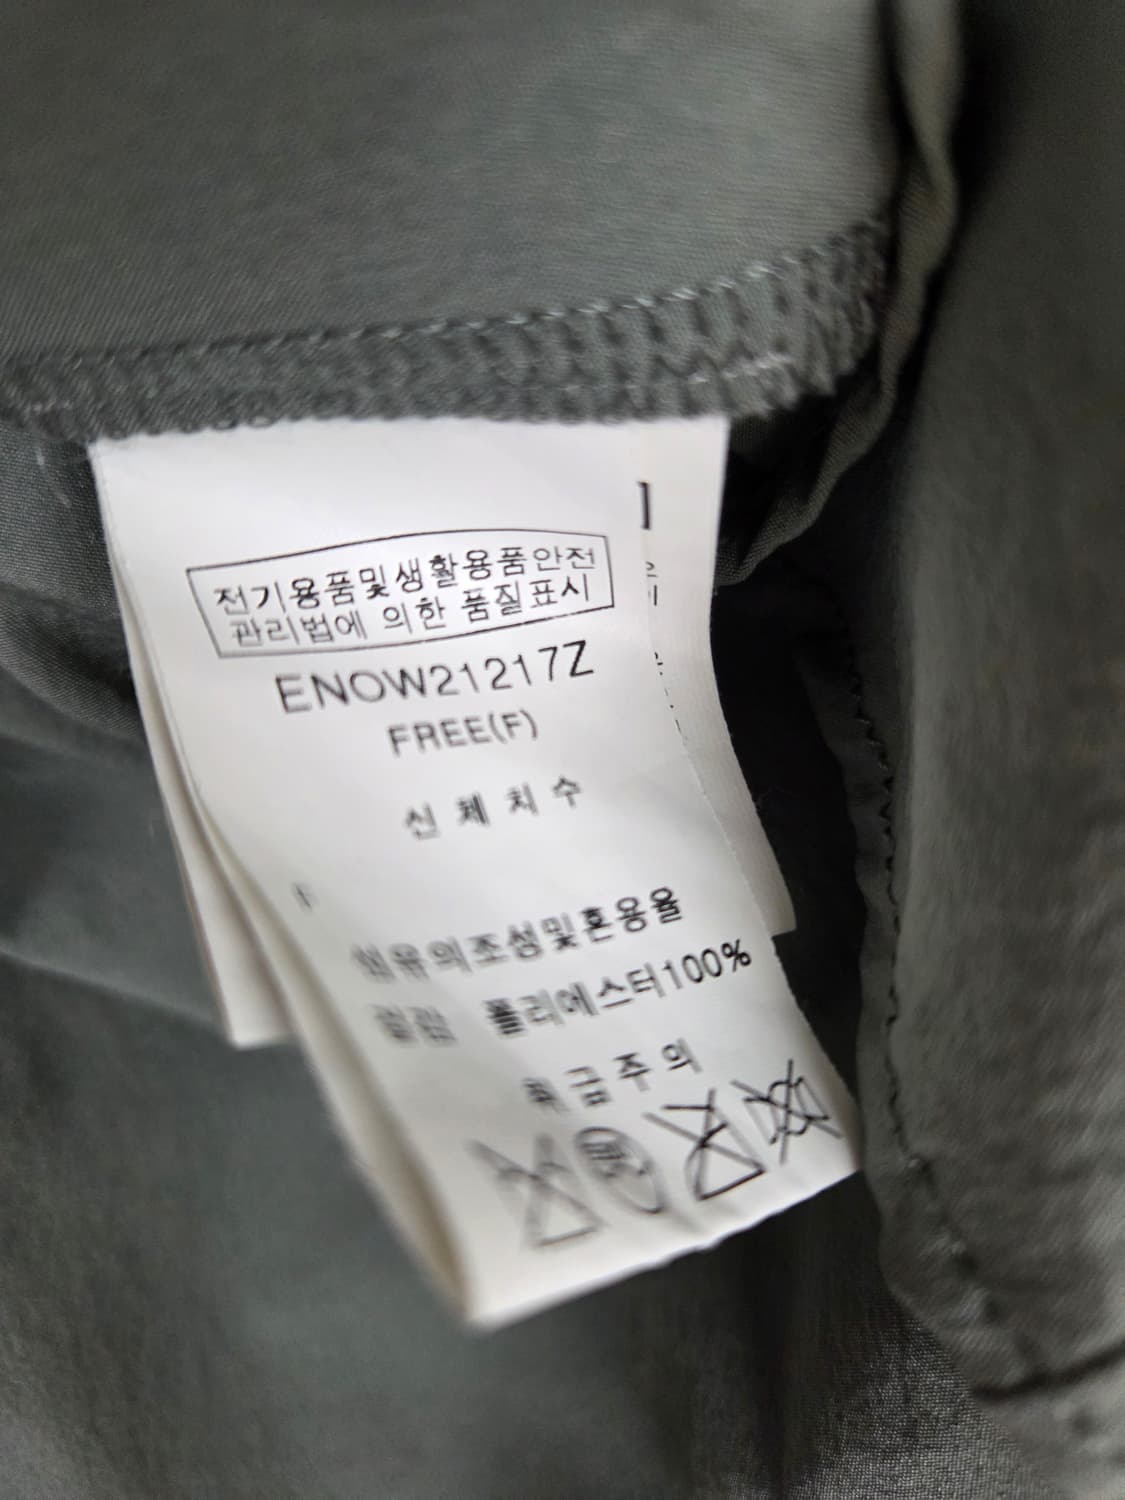 전기용품및생활용품안전
관리법에 의한 품질표시
ENOW21217Z
FREE(F)
신체치수
섬유의조성및혼용율
겉감 폴리에스터100%
취급주의